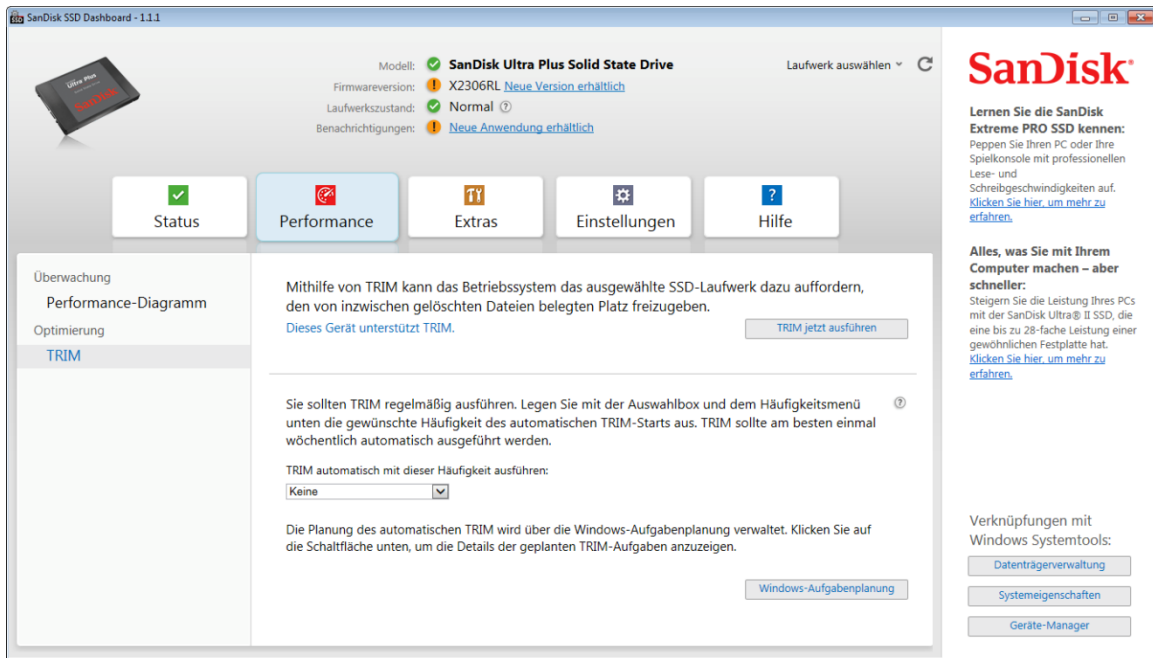 SanDisk SSD Dashboard - 1.1.1
Modell: SanDisk Ultra Plus Solid State Drive
Laufwerk auswählen
Firmwareversion: X2306RL Neue Version erhältlich
Laufwerkszustand: Normal ?
Benachrichtigungen: Neue Anwendung erhältlich
Ultra Plus
SanDisk
Status
Performance
Extras
Einstellungen
Hilfe
Überwachung
Performance-Diagramm
Optimierung
TRIM
Mithilfe von TRIM kann das Betriebssystem das ausgewählte SSD-Laufwerk dazu auffordern,
den von inzwischen gelöschten Dateien belegten Platz freizugeben.
Dieses Gerät unterstützt TRIM.
TRIM jetzt ausführen
Sie sollten TRIM regelmäßig ausführen. Legen Sie mit der Auswahlbox und dem Häufigkeitsmenü
unten die gewünschte Häufigkeit des automatischen TRIM-Starts aus. TRIM sollte am besten einmal
wöchentlich automatisch ausgeführt werden.
TRIM automatisch mit dieser Häufigkeit ausführen:
Keine
Die Planung des automatischen TRIM wird über die Windows-Aufgabenplanung verwaltet. Klicken Sie auf
die Schaltfläche unten, um die Details der geplanten TRIM-Aufgaben anzuzeigen.
Windows-Aufgabenplanung
SanDisk
Lernen Sie die SanDisk
Extreme PRO SSD kennen:
Peppen Sie Ihren PC oder Ihre
Spielkonsole mit professionellen
Lese- und
Schreibgeschwindigkeiten auf.
Klicken Sie hier, um mehr zu
erfahren.
Alles, was Sie mit Ihrem
Computer machen – aber
schneller:
Steigern Sie die Leistung Ihres PCs
mit der SanDisk Ultra® II SSD, die
eine bis zu 28-fache Leistung einer
gewöhnlichen Festplatte hat.
Klicken Sie hier, um mehr zu
erfahren.
Verknüpfungen mit
Windows Systemtools:
Datenträgerverwaltung
Systemeigenschaften
Geräte-Manager